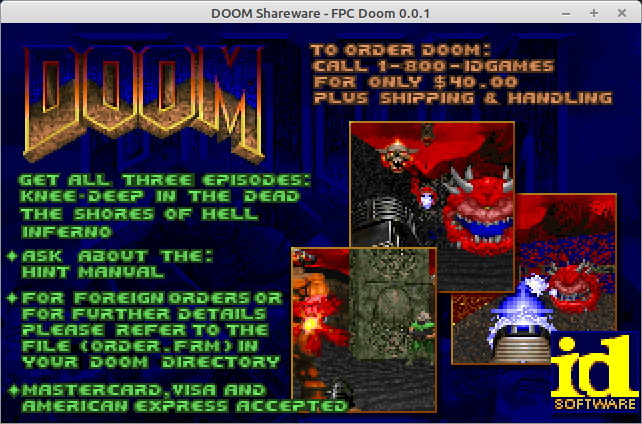 DOOM Shareware - FPC Doom 0.0.1
DOOM
TO ORDER DOOM:
CALL 1-800-IDGAMES
FOR ONLY $40.00
PLUS SHIPPING & HANDLING
GET ALL THREE EPISODES:
KNEE-DEEP IN THE DEAD
THE SHORES OF HELL
INFERNO
ASK ABOUT THE:
HINT MANUAL
FOR FOREIGN ORDERS OR
FOR FURTHER DETAILS
PLEASE REFER TO THE
FILE (ORDER.FRM) IN
YOUR DOOM DIRECTORY
MASTERCARD, VISA AND
AMERICAN EXPRESS ACCEPTED
id
SOFTWARE